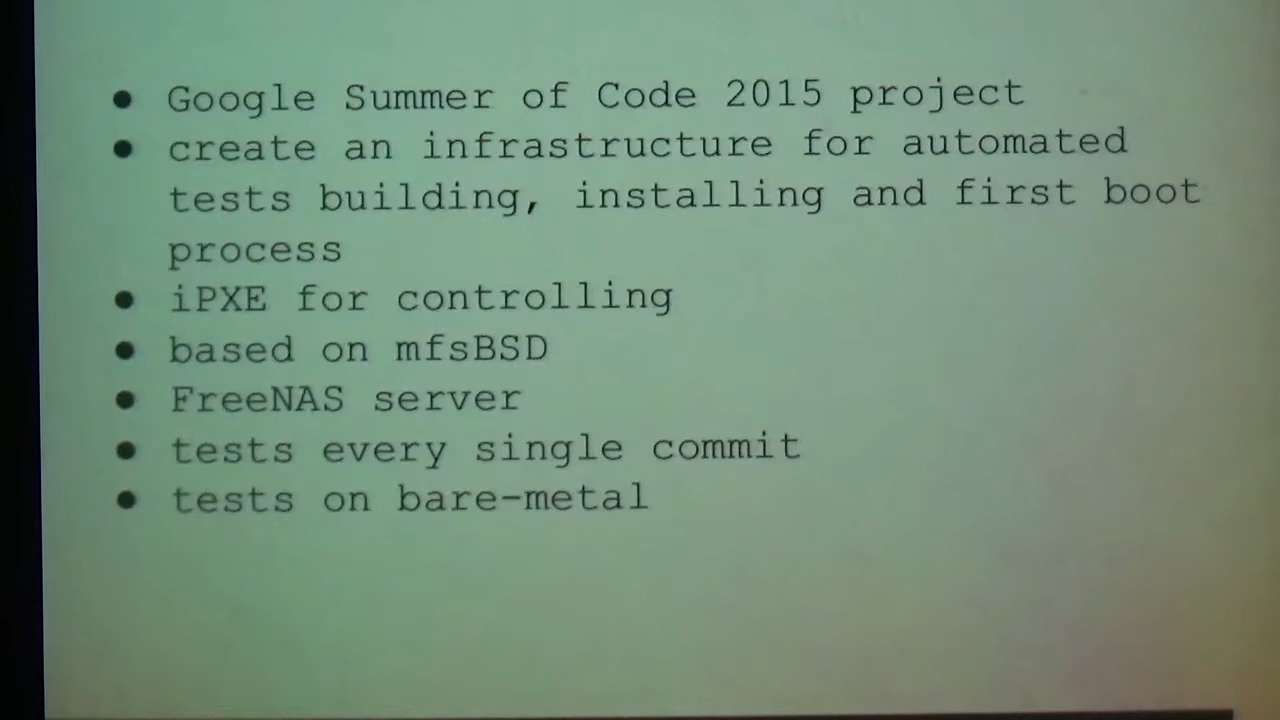 ● Google Summer of Code 2015 project
● create an infrastructure for automated
tests building, installing and first boot
process
● iPXE for controlling
● based on mfsBSD
● FreeNAS server
● tests every single commit
● tests on bare-metal